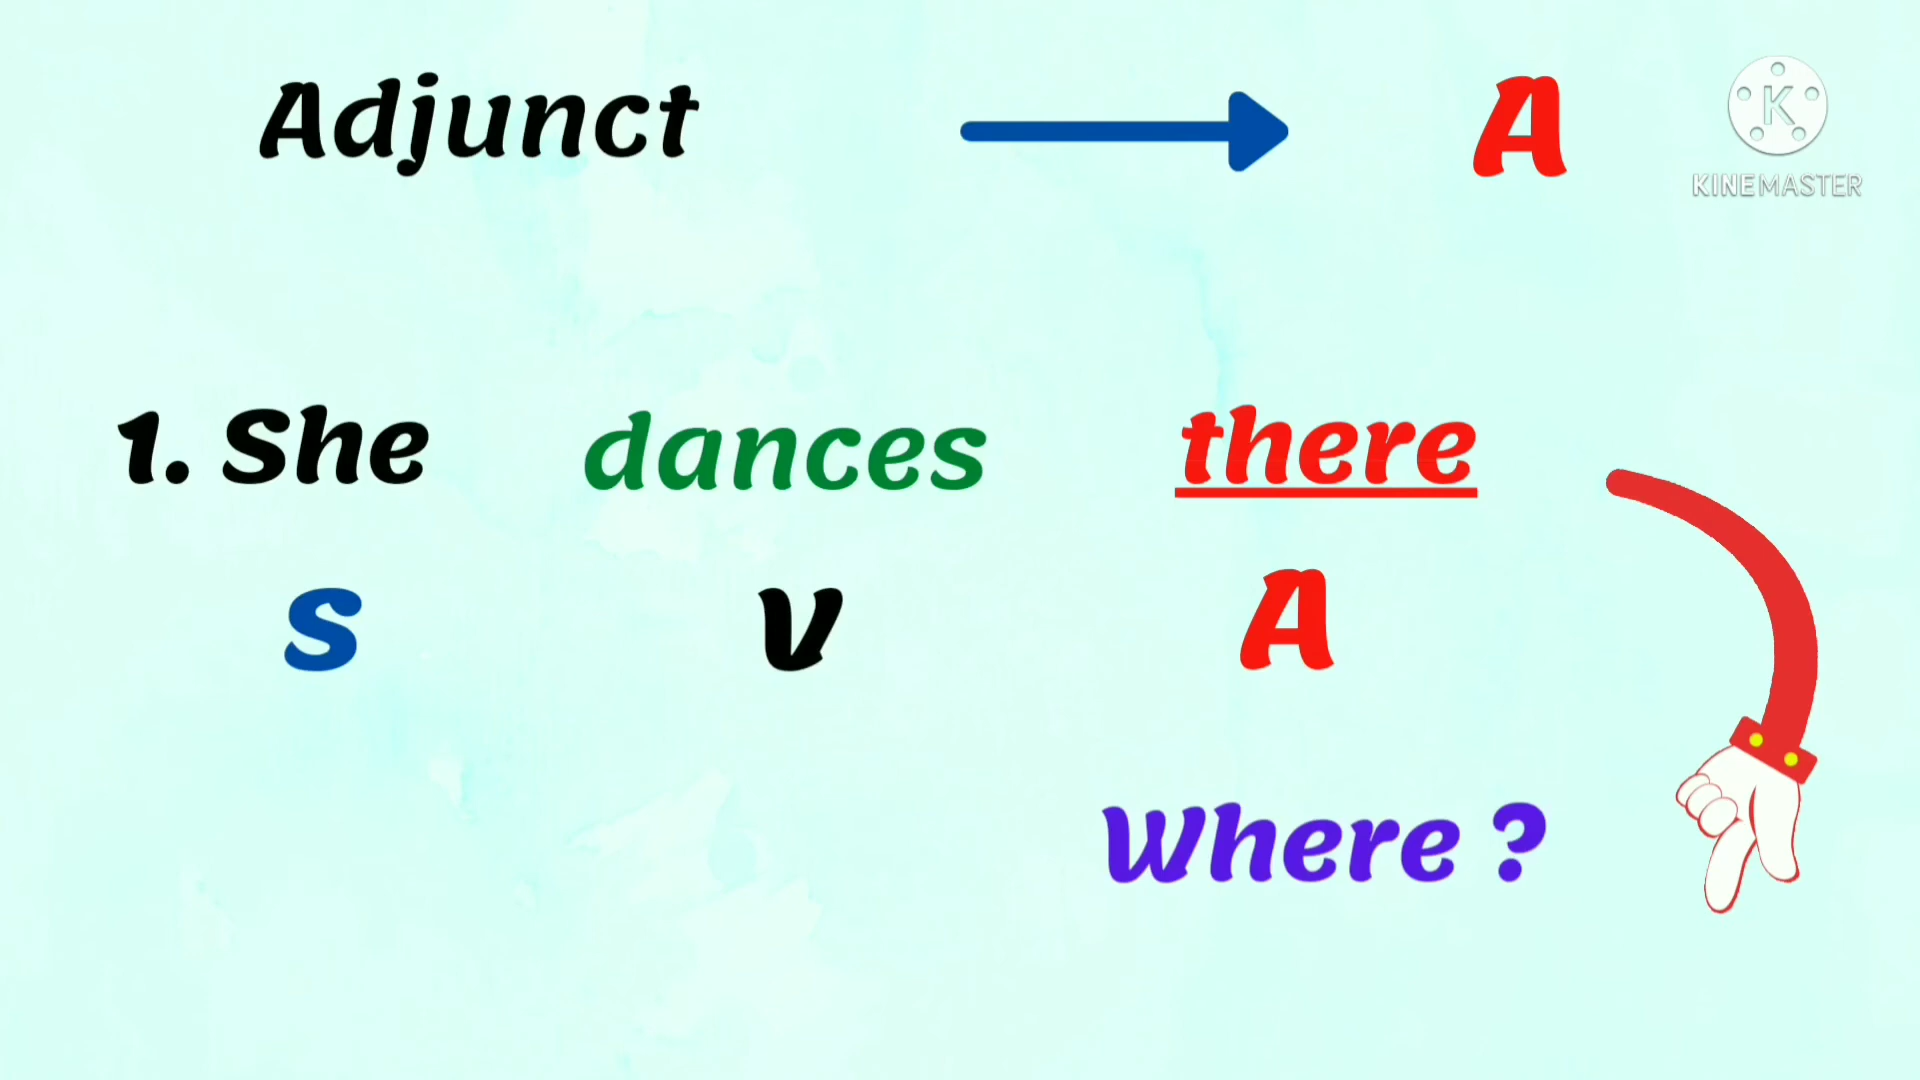 Adjunct A
K
KINEMASTER
1. She dances there
S V A
Where ?